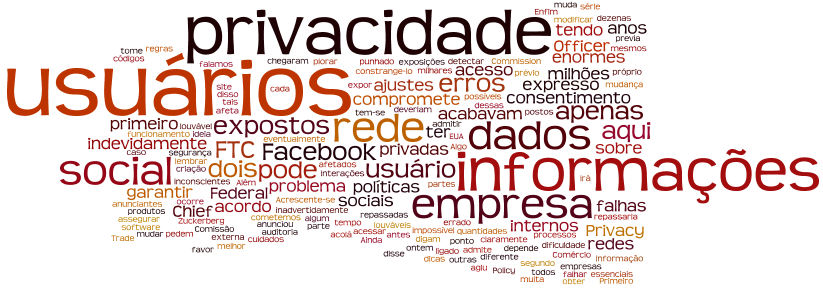 Enfim muda série
privacidade tome regras dezenas modificar
tendo anos prévia
códigos falamos chegaram piorar punhado exposições detectar Commission Officer mesmos
constrange-lo milhares acesso enormes
usuários site disso cada expor ajustes erros milhões próprio
tais prévio expresso mudança
afeta compromete possíveis consentimento
tem-se deveriam dessas
primeiro louvável expostos rede acabavam postos apenas
funcionamento ideia eventualmente admitir ter EUA dados aqui
indevidamente FTC Facebook privadas Algo sobre
caso segurança
lembrar afetados
social criação dois pode interações usuário informações irá
inconscientes Além problema políticas partes
anunciantes garantir Federal
produtos ocorre Acrescente-se sociais empresa falhas
assegurar Chief acordo inadvertidamente repassadas errado repassaria
Zuckerberg cometemos algum tempo louváveis quantidades internos Privacy
software Comissão anunciou parte acessar impossível processos
Trade mudar pedem externa auditoria acolá antes digam claramente depende dificuldade redes
cuidados Ainda ponto diferente Comércio informação
favor melhor disse ontem ligado admite segundo empresas
dicas outras todos falhar essenciais
agiu Policy muita obter Primeiro